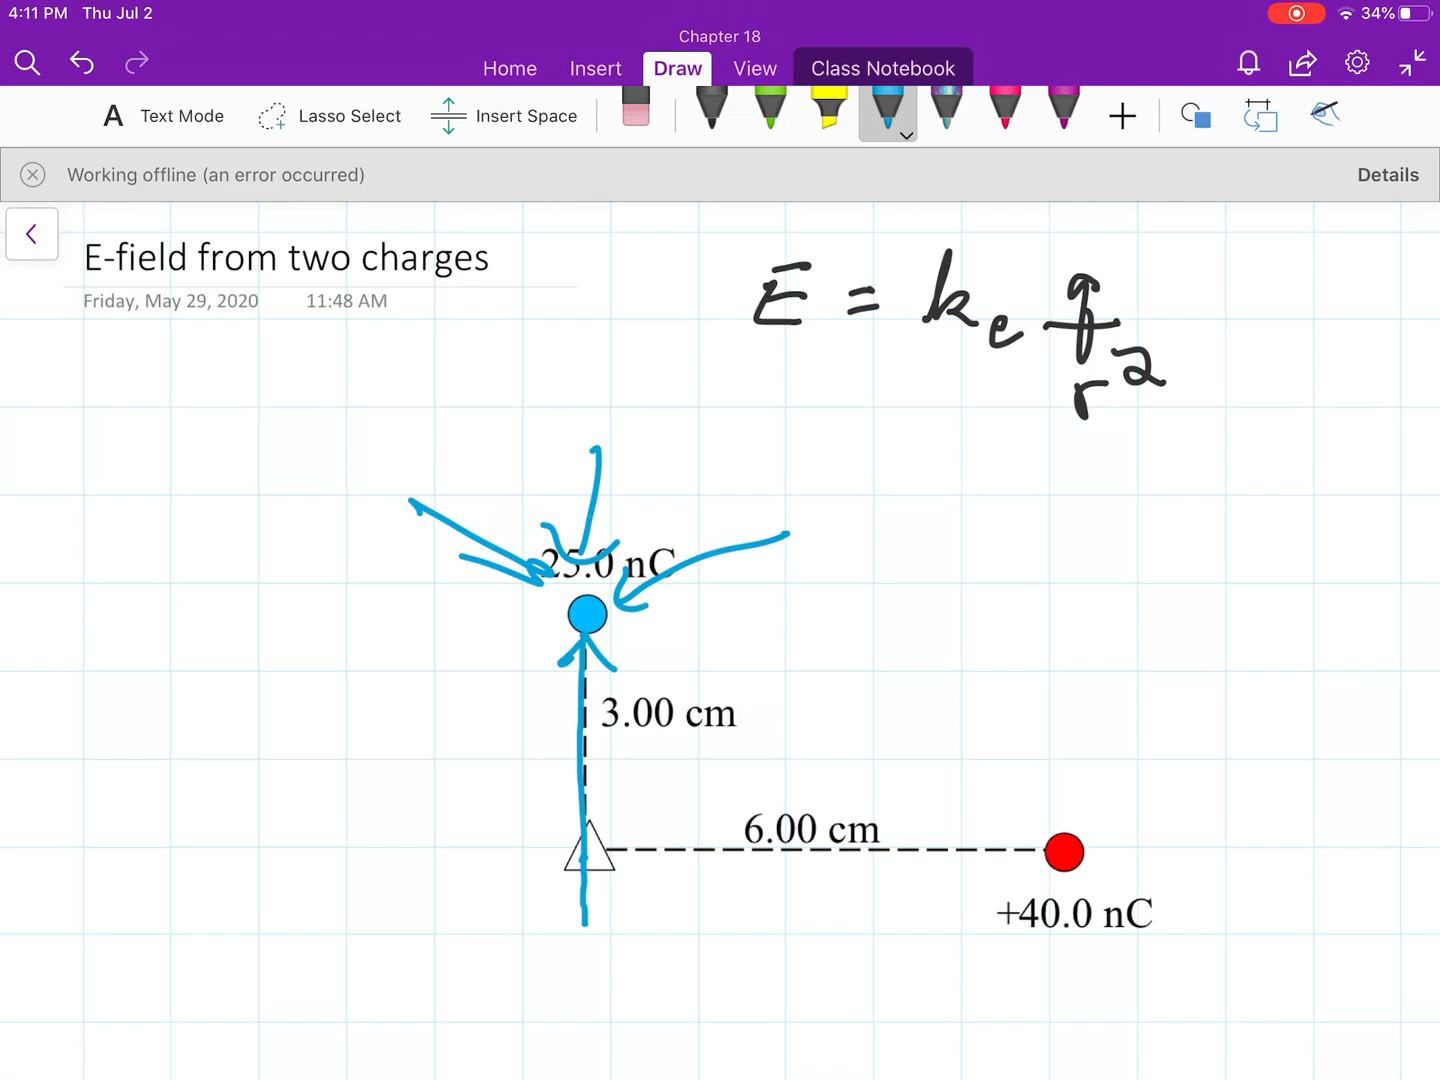 4:11 PM Thu Jul 2
34%
Chapter 18
Home Insert Draw View Class Notebook
A Text Mode Lasso Select Insert Space
Working offline (an error occurred) Details
E-field from two charges
Friday, May 29, 2020 11:48 AM
E = ke q/r²
25.0 nC
3.00 cm
6.00 cm
+40.0 nC